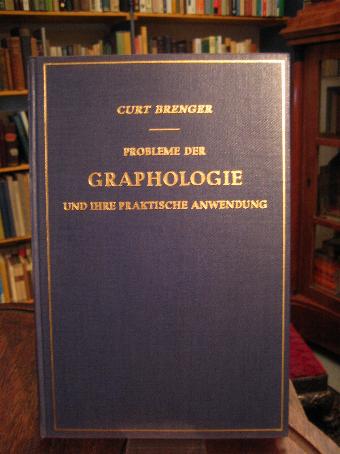 CURT BRENGER
PROBLEME DER
GRAPHOLOGIE
UND IHRE PRAKTISCHE ANWENDUNG